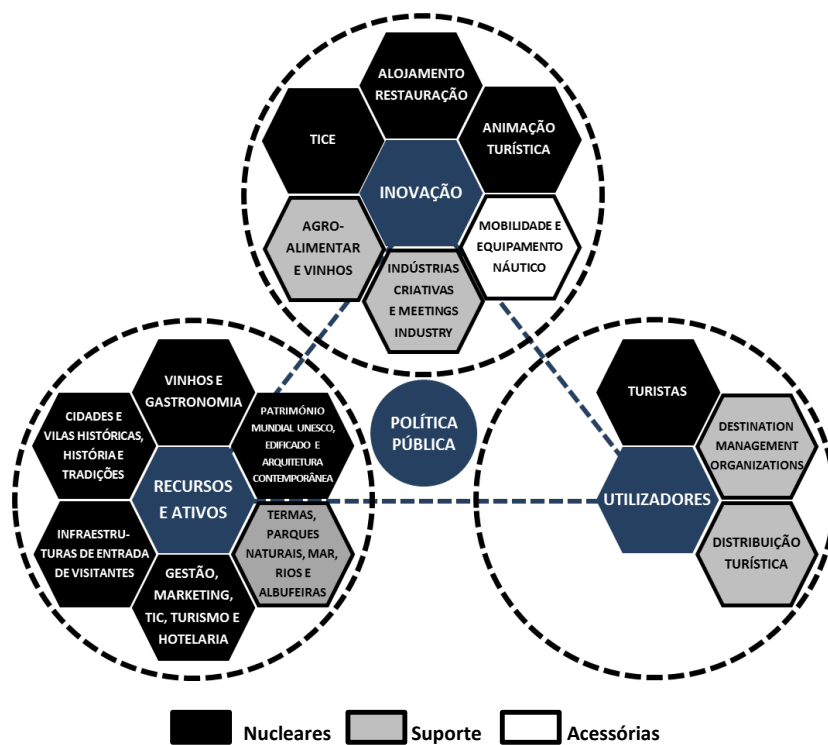 ALOJAMENTO
RESTAURAÇÃO
TICE
ANIMAÇÃO
TURÍSTICA
INOVAÇÃO
AGRO-
ALIMENTAR
E VINHOS
MOBILIDADE E
EQUIPAMENTO
NÁUTICO
INDÚSTRIAS
CRIATIVAS
E MEETINGS
INDUSTRY
VINHOS E
GASTRONOMIA
CIDADES E
VILAS HISTÓRICAS,
HISTÓRIA E
TRADIÇÕES
PATRIMÓNIO
MUNDIAL UNESCO,
EDIFICADO E
ARQUITETURA
CONTEMPORÂNEA
RECURSOS
E ATIVOS
INFRAESTRU-
TURAS DE ENTRADA
DE VISITANTES
TERMAS,
PARQUES
NATURAIS, MAR,
RIOS E
ALBUFEIRAS
GESTÃO,
MARKETING,
TIC, TURISMO E
HOTELARIA
POLÍTICA
PÚBLICA
TURISTAS
DESTINATION
MANAGEMENT
ORGANIZATIONS
UTILIZADORES
DISTRIBUIÇÃO
TURÍSTICA
Nucleares Suporte Acessórias